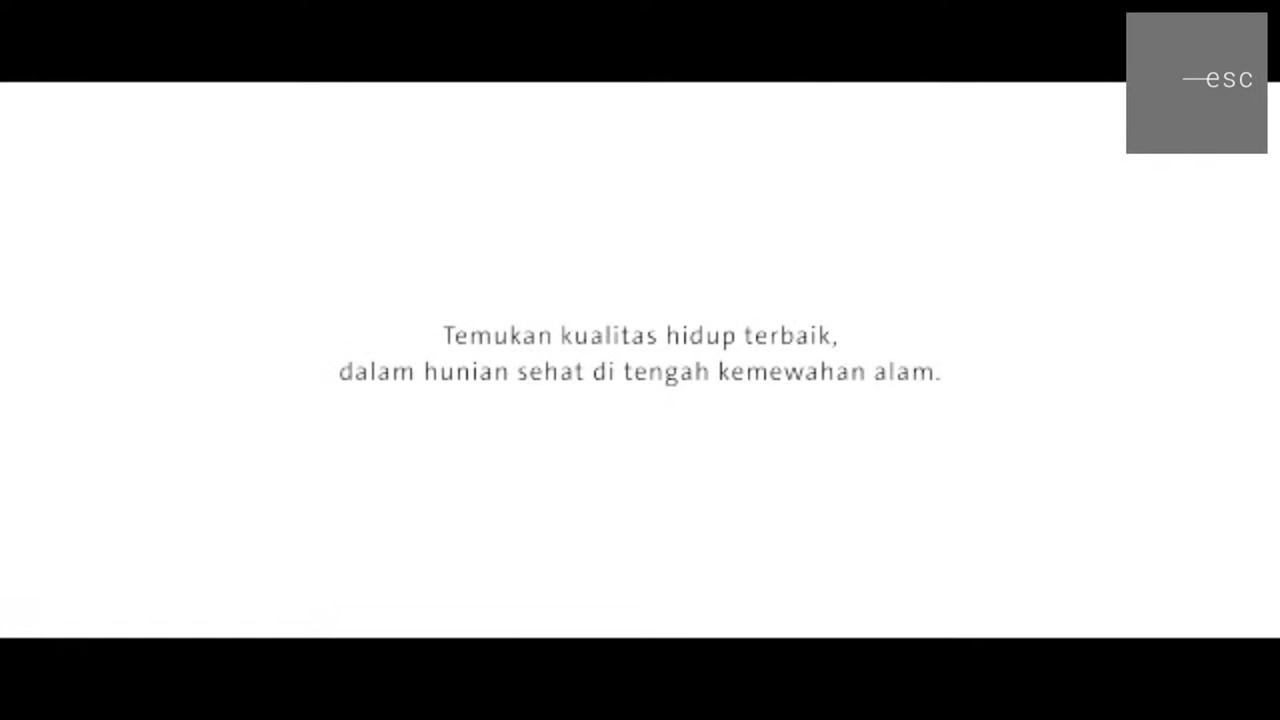 —esc
Temukan kualitas hidup terbaik,
dalam hunian sehat di tengah kemewahan alam.